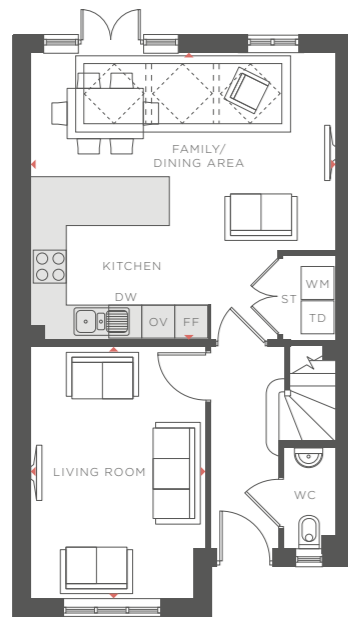 FAMILY/
DINING AREA
KITCHEN
DW
OV
FF
ST
WM
TD
LIVING ROOM
WC